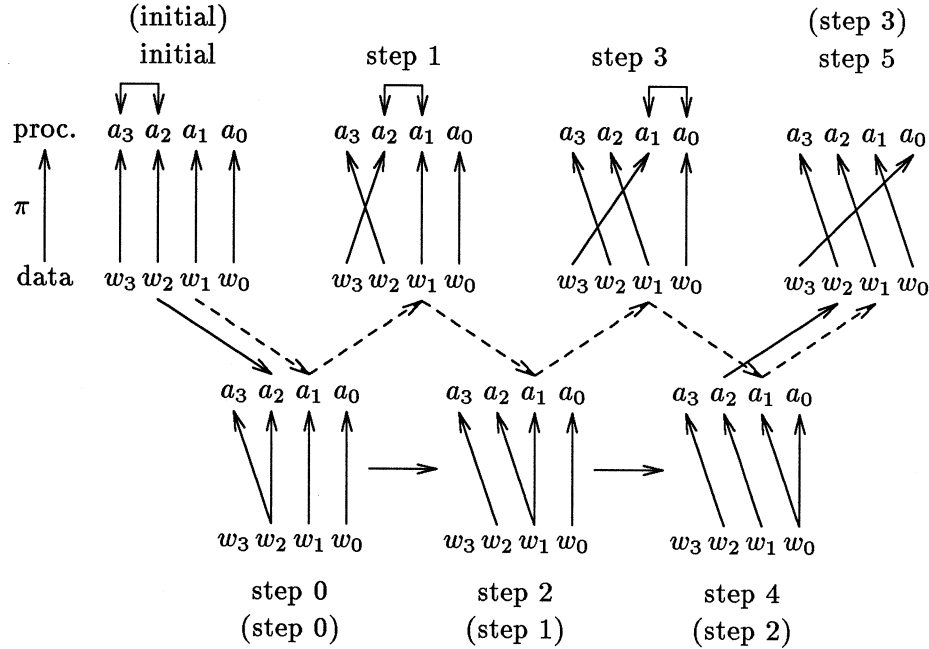 (initial) (step 3)
initial step 1 step 3 step 5
proc. a₃ a₂ a₁ a₀ a₃ a₂ a₁ a₀ a₃ a₂ a₁ a₀ a₃ a₂ a₁ a₀
π
data w₃ w₂ w₁ w₀ w₃ w₂ w₁ w₀ w₃ w₂ w₁ w₀ w₃ w₂ w₁ w₀
a₃ a₂ a₁ a₀ a₃ a₂ a₁ a₀ a₃ a₂ a₁ a₀
w₃ w₂ w₁ w₀ w₃ w₂ w₁ w₀ w₃ w₂ w₁ w₀
step 0 step 2 step 4
(step 0) (step 1) (step 2)